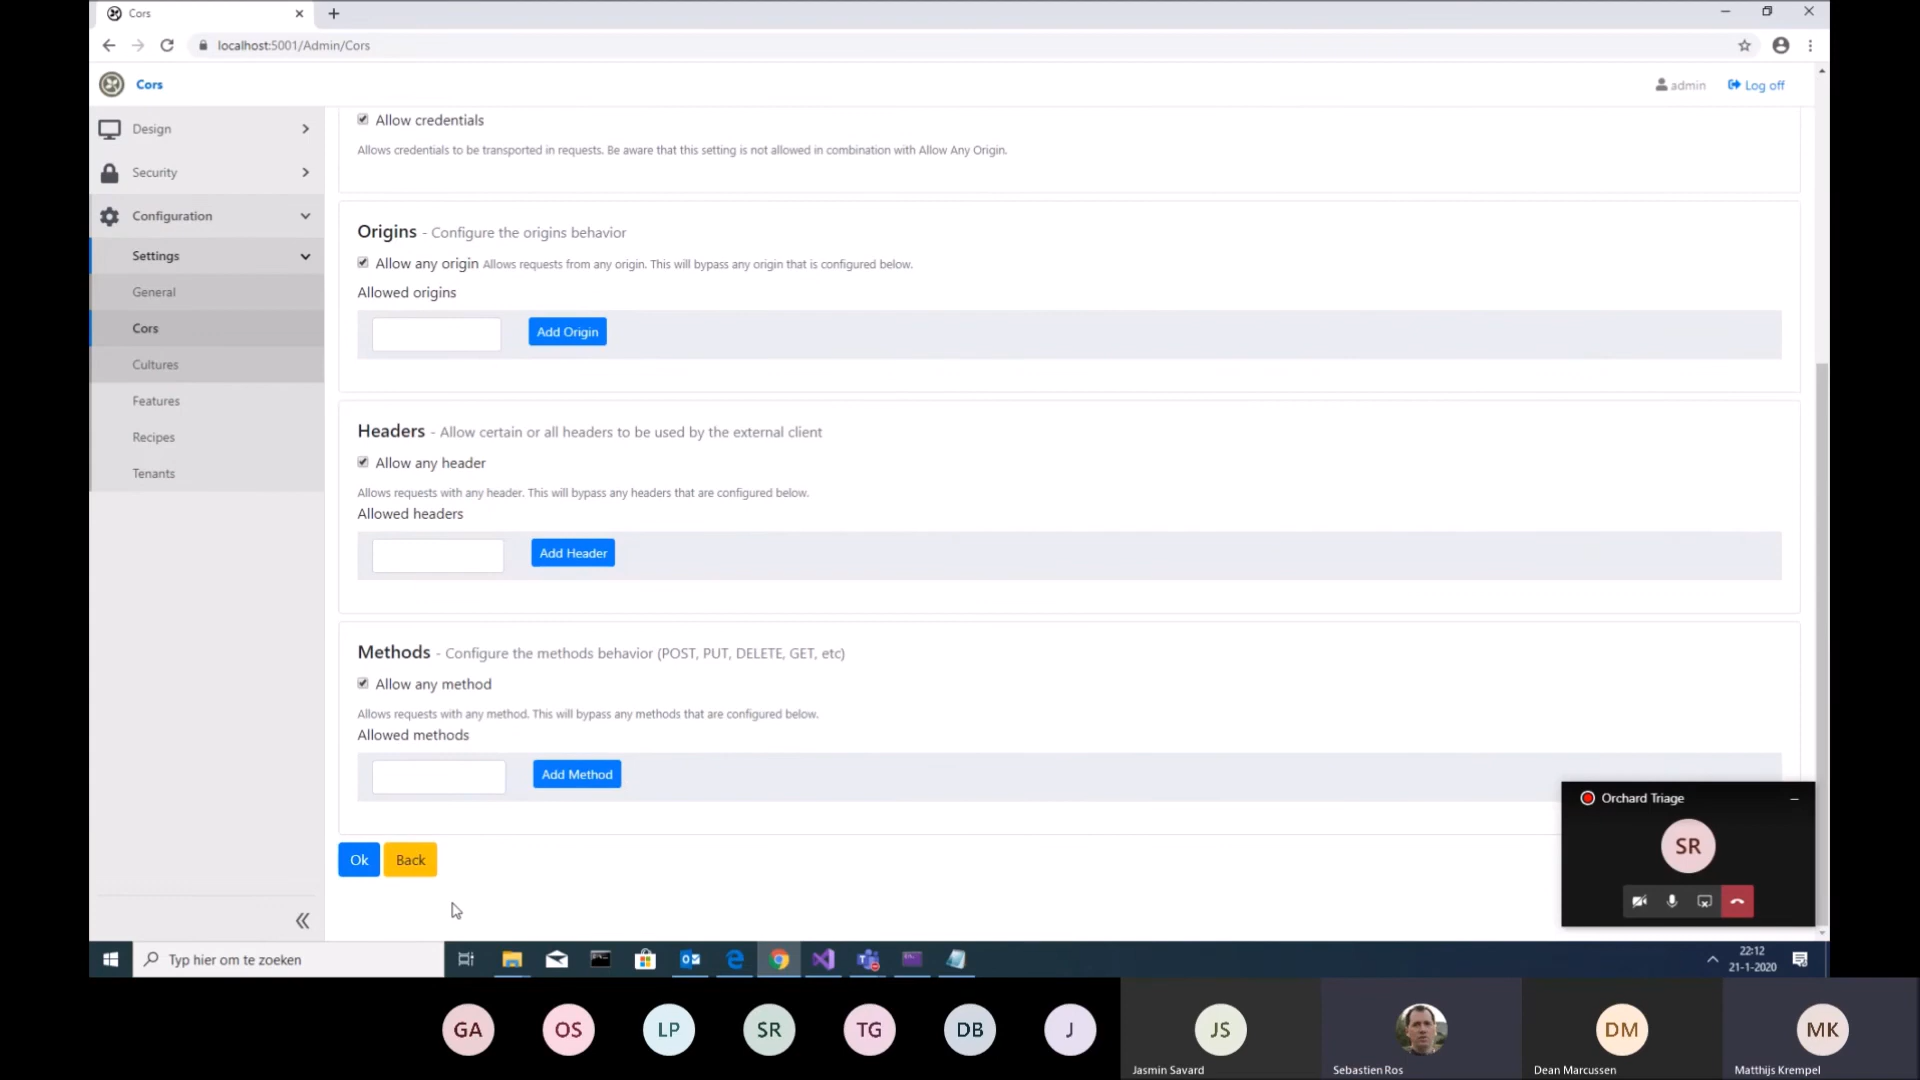 Cors
localhost:5001/Admin/Cors
Cors
admin
Log off
Design
Security
Configuration
Settings
General
Cors
Cultures
Features
Recipes
Tenants
Allow credentials
Allows credentials to be transported in requests. Be aware that this setting is not allowed in combination with Allow Any Origin.
Origins - Configure the origins behavior
Allow any origin Allows requests from any origin. This will bypass any origin that is configured below.
Allowed origins
Add Origin
Headers - Allow certain or all headers to be used by the external client
Allow any header
Allows requests with any header. This will bypass any headers that are configured below.
Allowed headers
Add Header
Methods - Configure the methods behavior (POST, PUT, DELETE, GET, etc)
Allow any method
Allows requests with any method. This will bypass any methods that are configured below.
Allowed methods
Add Method
Ok
Back
Orchard Triage
SR
Typ hier om te zoeken
22:12
21-1-2020
GA
OS
LP
SR
TG
DB
J
JS
DM
MK
Jasmin Savard
Sebastien Ros
Dean Marcussen
Matthijs Krempel